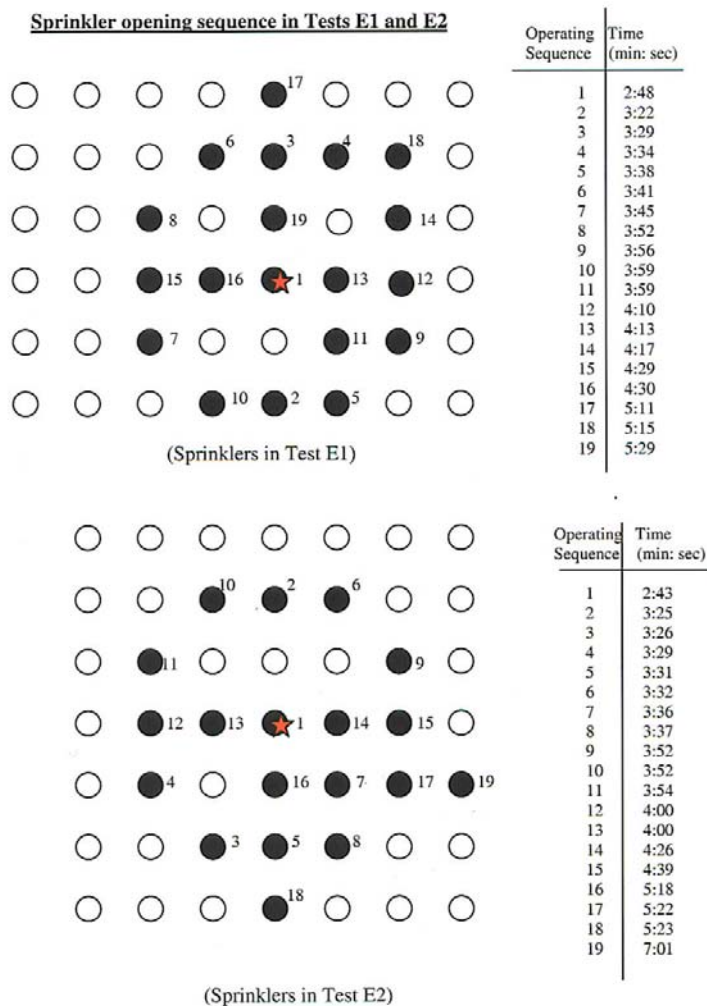 Sprinkler opening sequence in Tests E1 and E2
Operating Time
Sequence (min: sec)
17
6 3 4 18
8 19 14
15 16 1 13 12
7 11 9
10 2 5
(Sprinklers in Test E1)
1 2:48
2 3:22
3 3:29
4 3:34
5 3:38
6 3:41
7 3:45
8 3:52
9 3:56
10 3:59
11 3:59
12 4:10
13 4:13
14 4:17
15 4:29
16 4:30
17 5:11
18 5:15
19 5:29
Operating Time
Sequence (min: sec)
10 2 6
11 9
12 13 1 14 15
4 16 7 17 19
3 5 8
18
(Sprinklers in Test E2)
1 2:43
2 3:25
3 3:26
4 3:29
5 3:31
6 3:32
7 3:36
8 3:37
9 3:52
10 3:52
11 3:54
12 4:00
13 4:00
14 4:26
15 4:39
16 5:18
17 5:22
18 5:23
19 7:01